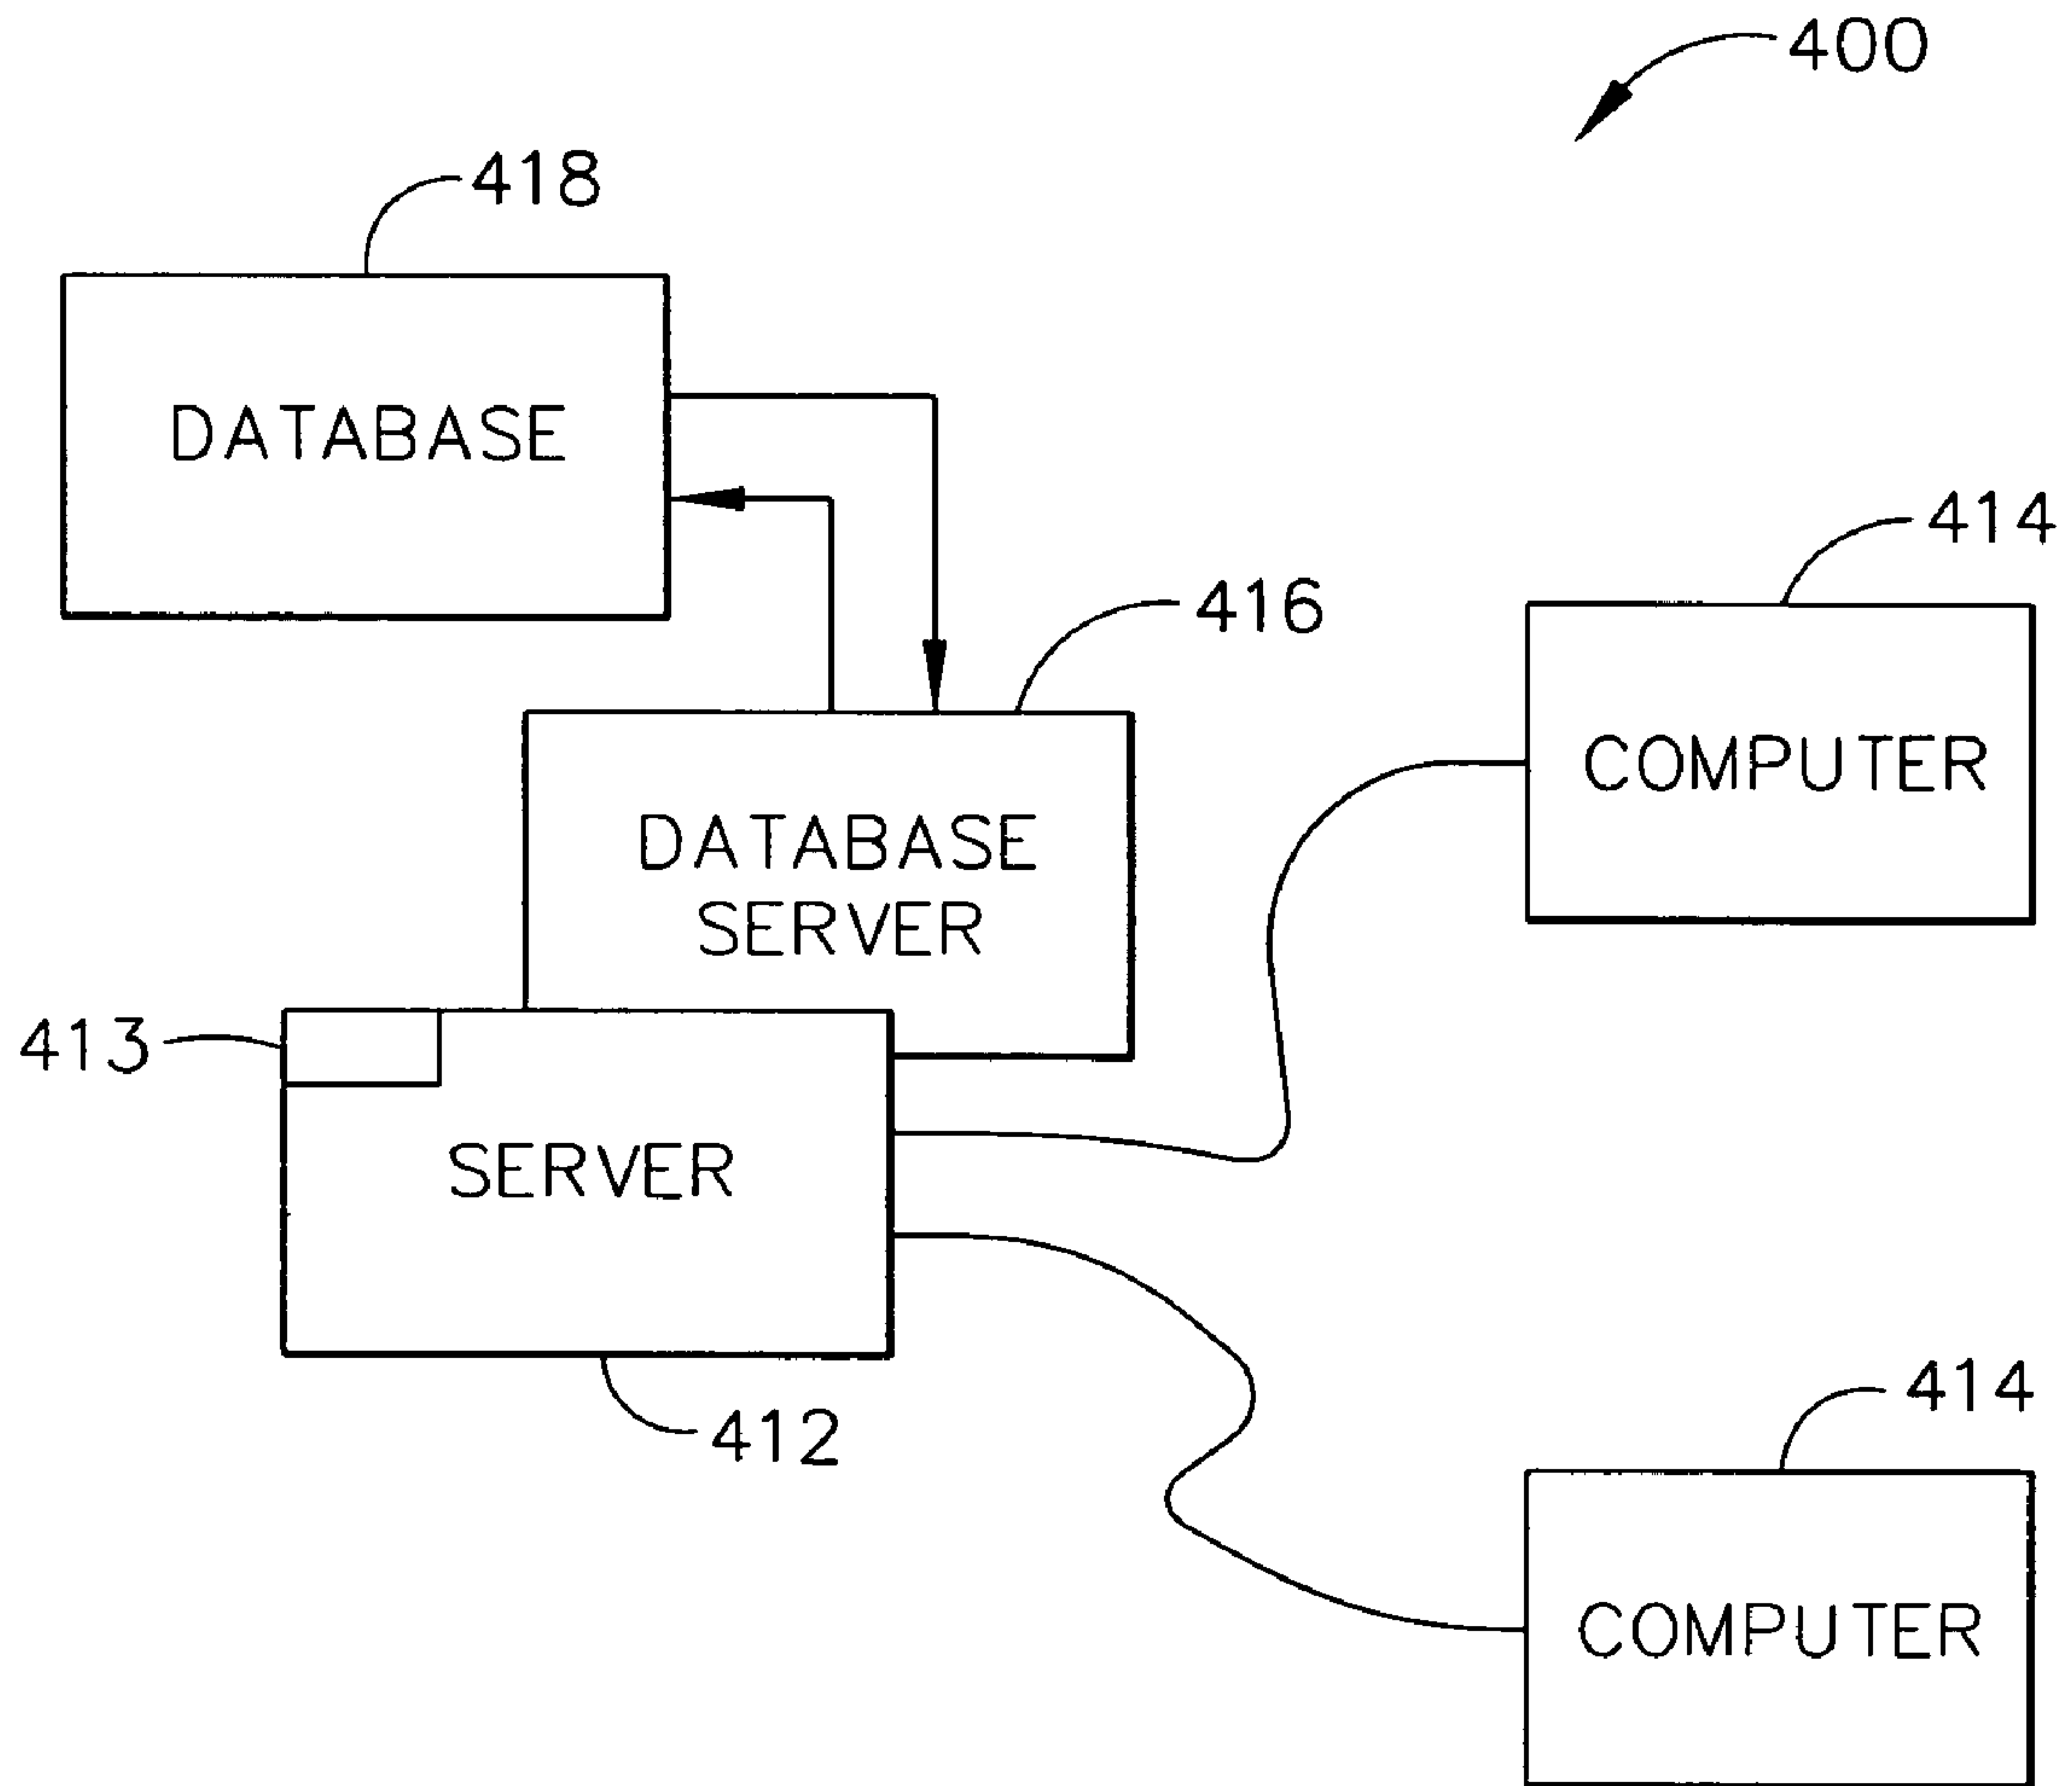 400
418
DATABASE
414
416
COMPUTER
DATABASE
SERVER
413
SERVER
412
414
COMPUTER